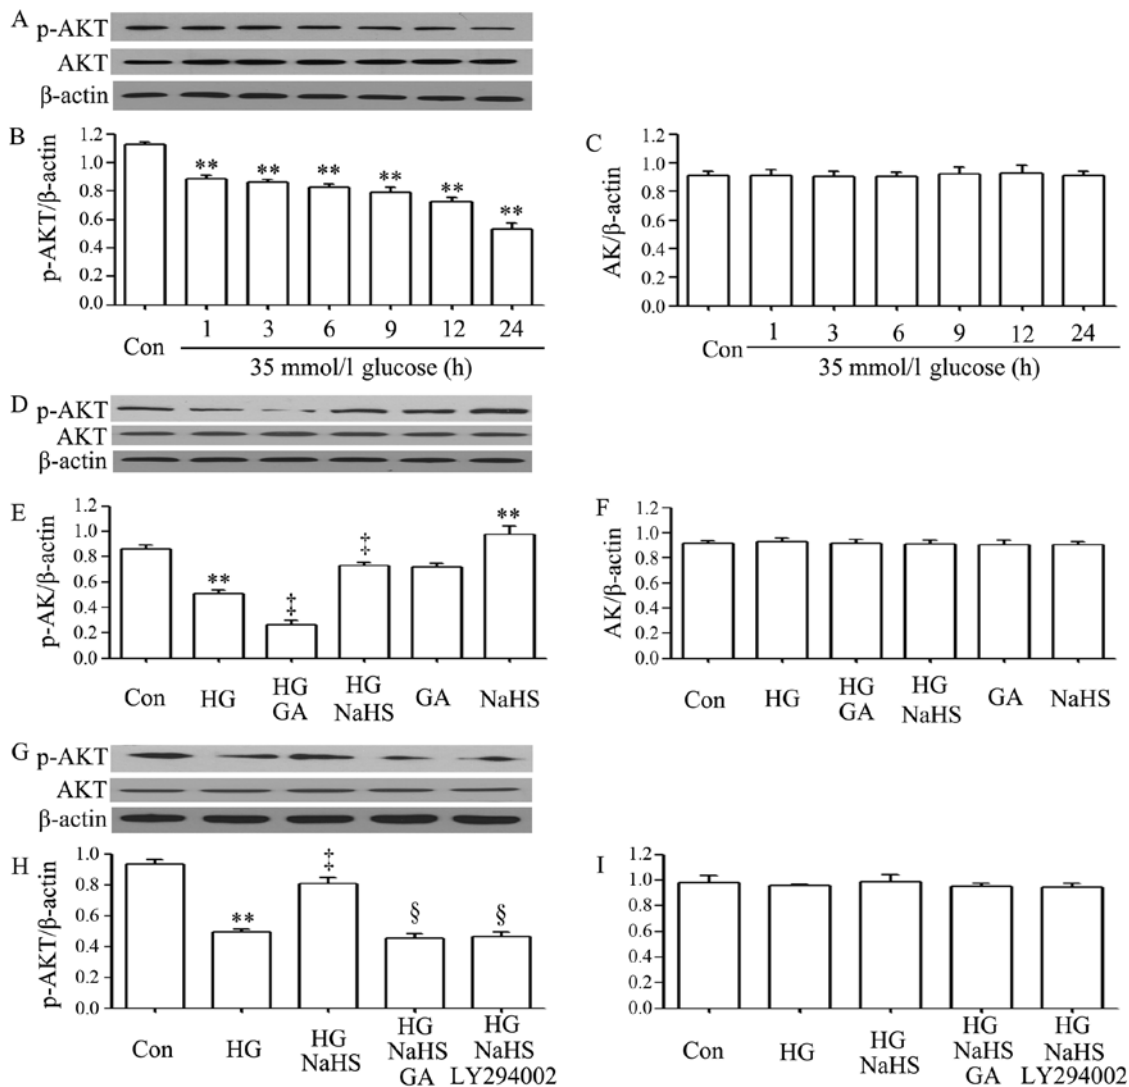 A
p-AKT
AKT
β-actin
B
p-AKT/β-actin
1.2
1.0
0.8
0.6
0.4
0.2
0.0
**
**
**
**
**
**
Con
1
3
6
9
12
24
35 mmol/l glucose (h)
C
AK/β-actin
1.2
1.0
0.8
0.6
0.4
0.2
0.0
Con
1
3
6
9
12
24
35 mmol/l glucose (h)
D
p-AKT
AKT
β-actin
E
p-AK/β-actin
1.2
1.0
0.8
0.6
0.4
0.2
0.0
**
‡
‡
**
Con
HG
HG
GA
HG
NaHS
GA
NaHS
F
AK/β-actin
1.2
1.0
0.8
0.6
0.4
0.2
0.0
Con
HG
HG
GA
HG
NaHS
GA
NaHS
G
p-AKT
AKT
β-actin
H
p-AKT/β-actin
1.0
0.8
0.6
0.4
0.2
0.0
**
‡
§
§
Con
HG
HG
NaHS
HG
NaHS
GA
HG
NaHS
LY294002
I
1.2
1.0
0.8
0.6
0.4
0.2
0.0
Con
HG
HG
NaHS
HG
NaHS
GA
HG
NaHS
LY294002